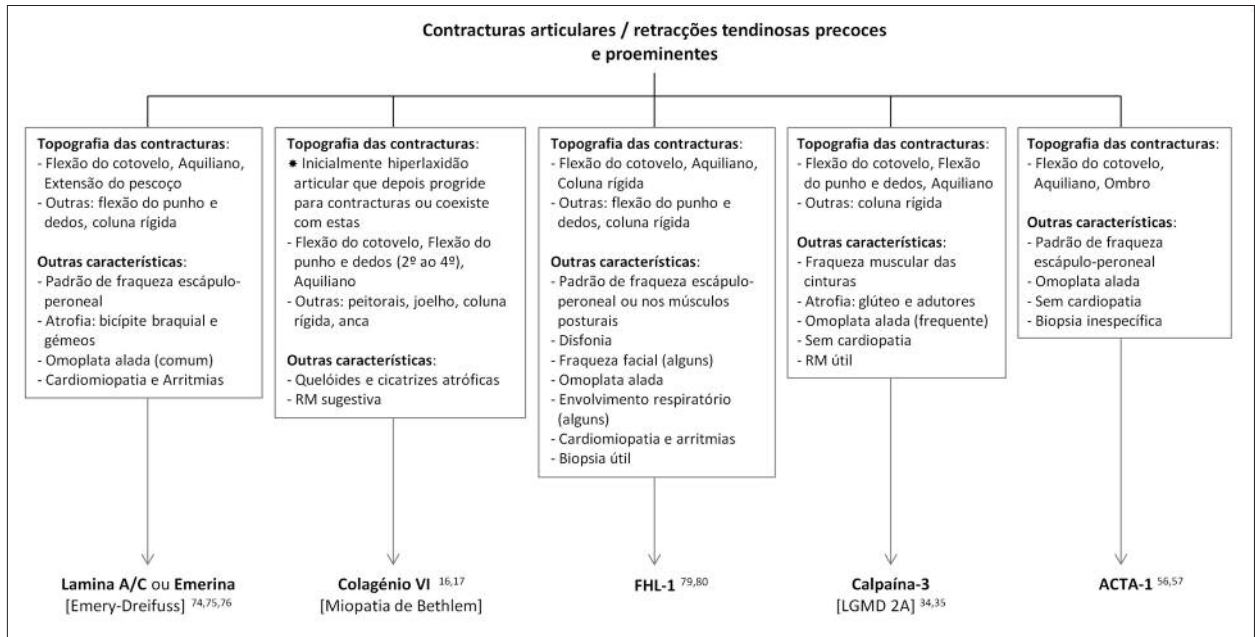 Contracturas articulares / retracções tendinosas precoces
e proeminentes
Topografia das contracturas:
- Flexão do cotovelo, Aquiliano,
Extensão do pescoço
- Outras: flexão do punho e
dedos, coluna rígida
Outras características:
- Padrão de fraqueza escápulo-
peroneal
- Atrofia: bicípite braquial e
gémeos
- Omoplata alada (comum)
- Cardiomiopatia e Arritmias
Lamina A/C ou Emerina
[Emery-Dreifuss] 74,75,76
Topografia das contracturas:
✷ Inicialmente hiperlaxidão
articular que depois progride
para contracturas ou coexiste
com estas
- Flexão do cotovelo, Flexão do
punho e dedos (2º ao 4º),
Aquiliano
- Outras: peitorais, joelho, coluna
rígida, anca
Outras características:
- Quelóides e cicatrizes atróficas
- RM sugestiva
Colagénio VI 16,17
[Miopatia de Bethlem]
Topografia das contracturas:
- Flexão do cotovelo, Aquiliano,
Coluna rígida
- Outras: flexão do punho e
dedos, coluna rígida
Outras características:
- Padrão de fraqueza escápulo-
peroneal ou nos músculos
posturais
- Disfonia
- Fraqueza facial (alguns)
- Omoplata alada
- Envolvimento respiratório
(alguns)
- Cardiomiopatia e arritmias
- Biopsia útil
FHL-1 79,80
Topografia das contracturas:
- Flexão do cotovelo, Flexão
do punho e dedos, Aquiliano
- Outras: coluna rígida
Outras características:
- Fraqueza muscular das
cinturas
- Atrofia: glúteo e adutores
- Omoplata alada (frequente)
- Sem cardiopatia
- RM útil
Calpaína-3
[LGMD 2A] 34,35
Topografia das contracturas:
- Flexão do cotovelo,
Aquiliano, Ombro
Outras características:
- Padrão de fraqueza
escápulo-peroneal
- Omoplata alada
- Sem cardiopatia
- Biopsia inespecífica
ACTA-1 56,57